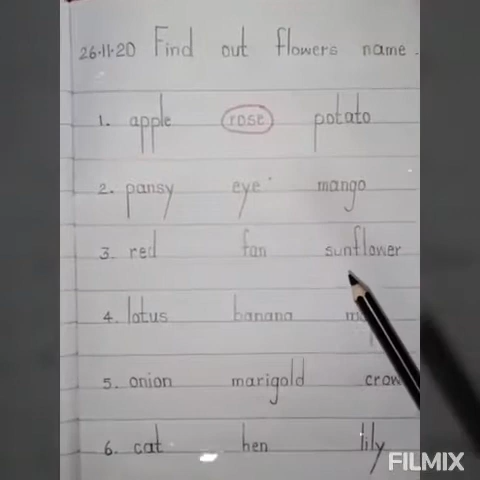 26.11.20 Find out flowers name.
1. apple rose potato
2. pansy eye mango
3. red fan sunflower
4. lotus banana
5. onion marigold crow
6. cat hen lily
FILMIX